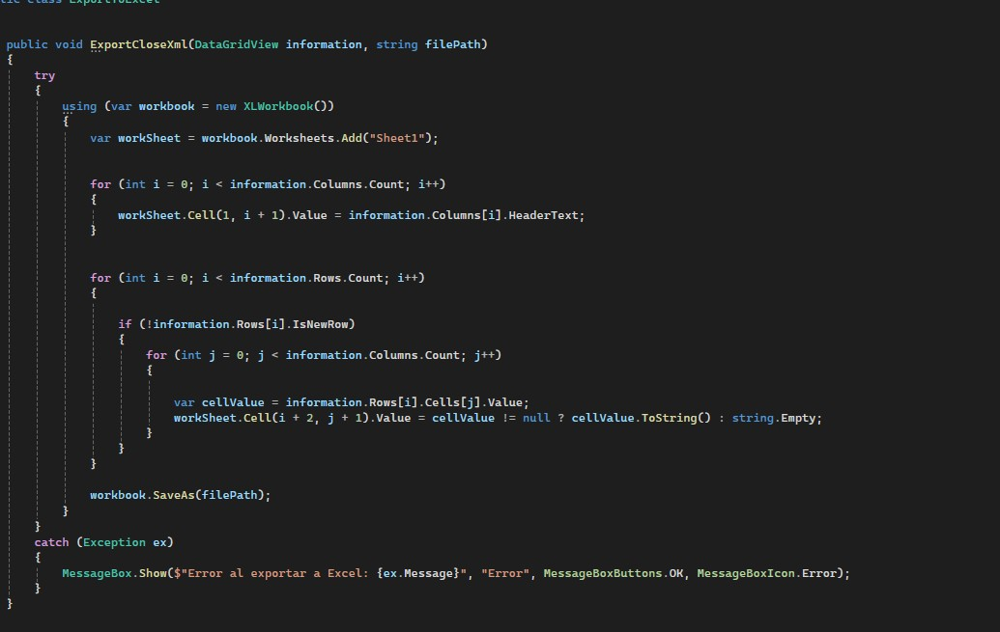 public void ExportCloseXml(DataGridView information, string filePath)
{
try
{
using (var workbook = new XLWorkbook())
{
var workSheet = workbook.Worksheets.Add("Sheet1");
for (int i = 0; i < information.Columns.Count; i++)
{
workSheet.Cell(1, i + 1).Value = information.Columns[i].HeaderText;
}
for (int i = 0; i < information.Rows.Count; i++)
{
if (!information.Rows[i].IsNewRow)
{
for (int j = 0; j < information.Columns.Count; j++)
{
var cellValue = information.Rows[i].Cells[j].Value;
workSheet.Cell(i + 2, j + 1).Value = cellValue != null ? cellValue.ToString() : string.Empty;
}
}
}
workbook.SaveAs(filePath);
}
}
catch (Exception ex)
{
MessageBox.Show($"Error al exportar a Excel: {ex.Message}", "Error", MessageBoxButtons.OK, MessageBoxIcon.Error);
}
}